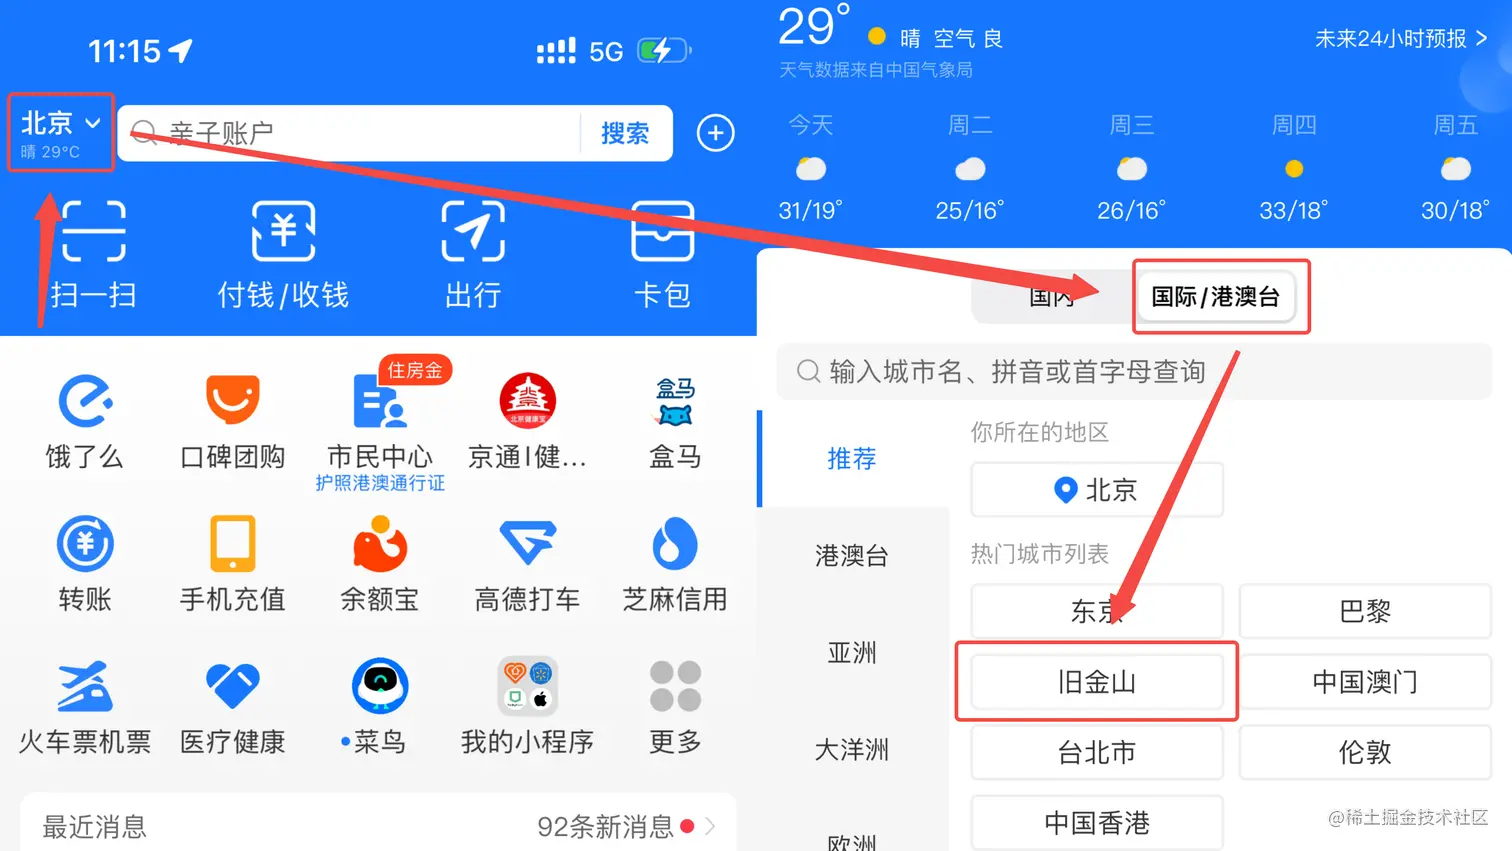 11:15
5G
北京
晴 29°C
亲子账户
搜索
扫一扫
付钱/收钱
出行
卡包
饿了么
口碑团购
住房金
市民中心
护照港澳通行证
北京健康宝
京通|健...
盒马
盒马
转账
手机充值
余额宝
高德打车
芝麻信用
火车票机票
医疗健康
菜鸟
我的小程序
更多
最近消息
92条新消息
29°
晴 空气 良
未来24小时预报
天气数据来自中国气象局
今天
周二
周三
周四
周五
31/19°
25/16°
26/16°
33/18°
30/18°
国内
国际/港澳台
输入城市名、拼音或首字母查询
推荐
港澳台
亚洲
大洋洲
欧洲
你所在的地区
北京
热门城市列表
东京
巴黎
旧金山
中国澳门
台北市
伦敦
中国香港
@稀土掘金技术社区